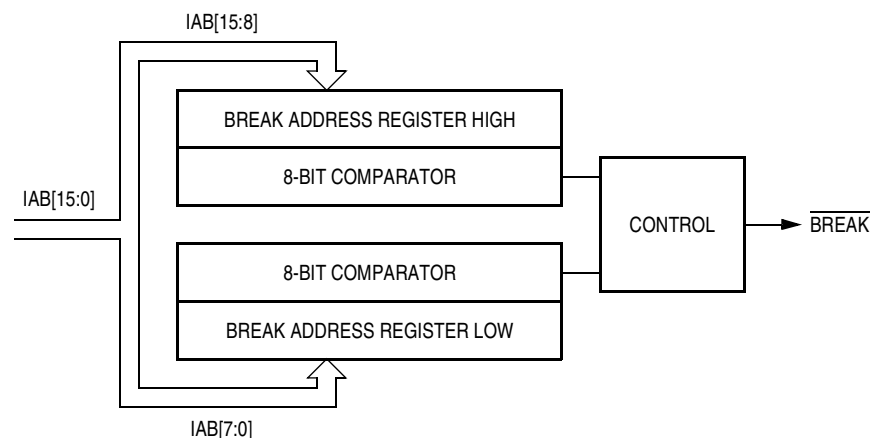 IAB[15:8]
BREAK ADDRESS REGISTER HIGH
8-BIT COMPARATOR
IAB[15:0]
CONTROL
BREAK
8-BIT COMPARATOR
BREAK ADDRESS REGISTER LOW
IAB[7:0]